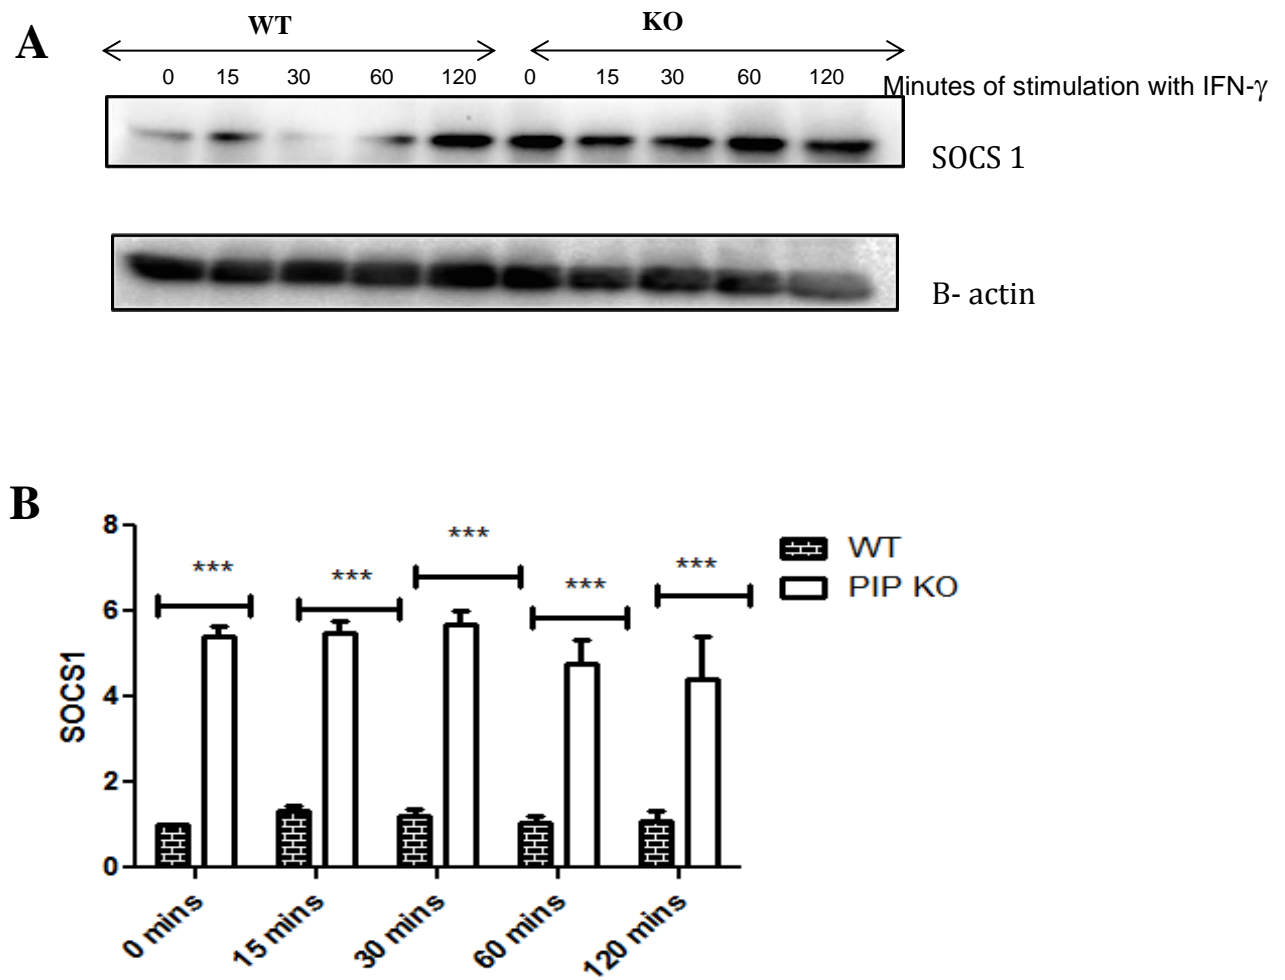 A
WT
KO
0 15 30 60 120 0 15 30 60 120 Minutes of stimulation with IFN-γ
SOCS 1
B- actin
B
8
6
4
2
0
SOCS1
***
***
***
***
***
WT
PIP KO
0 mins
15 mins
30 mins
60 mins
120 mins